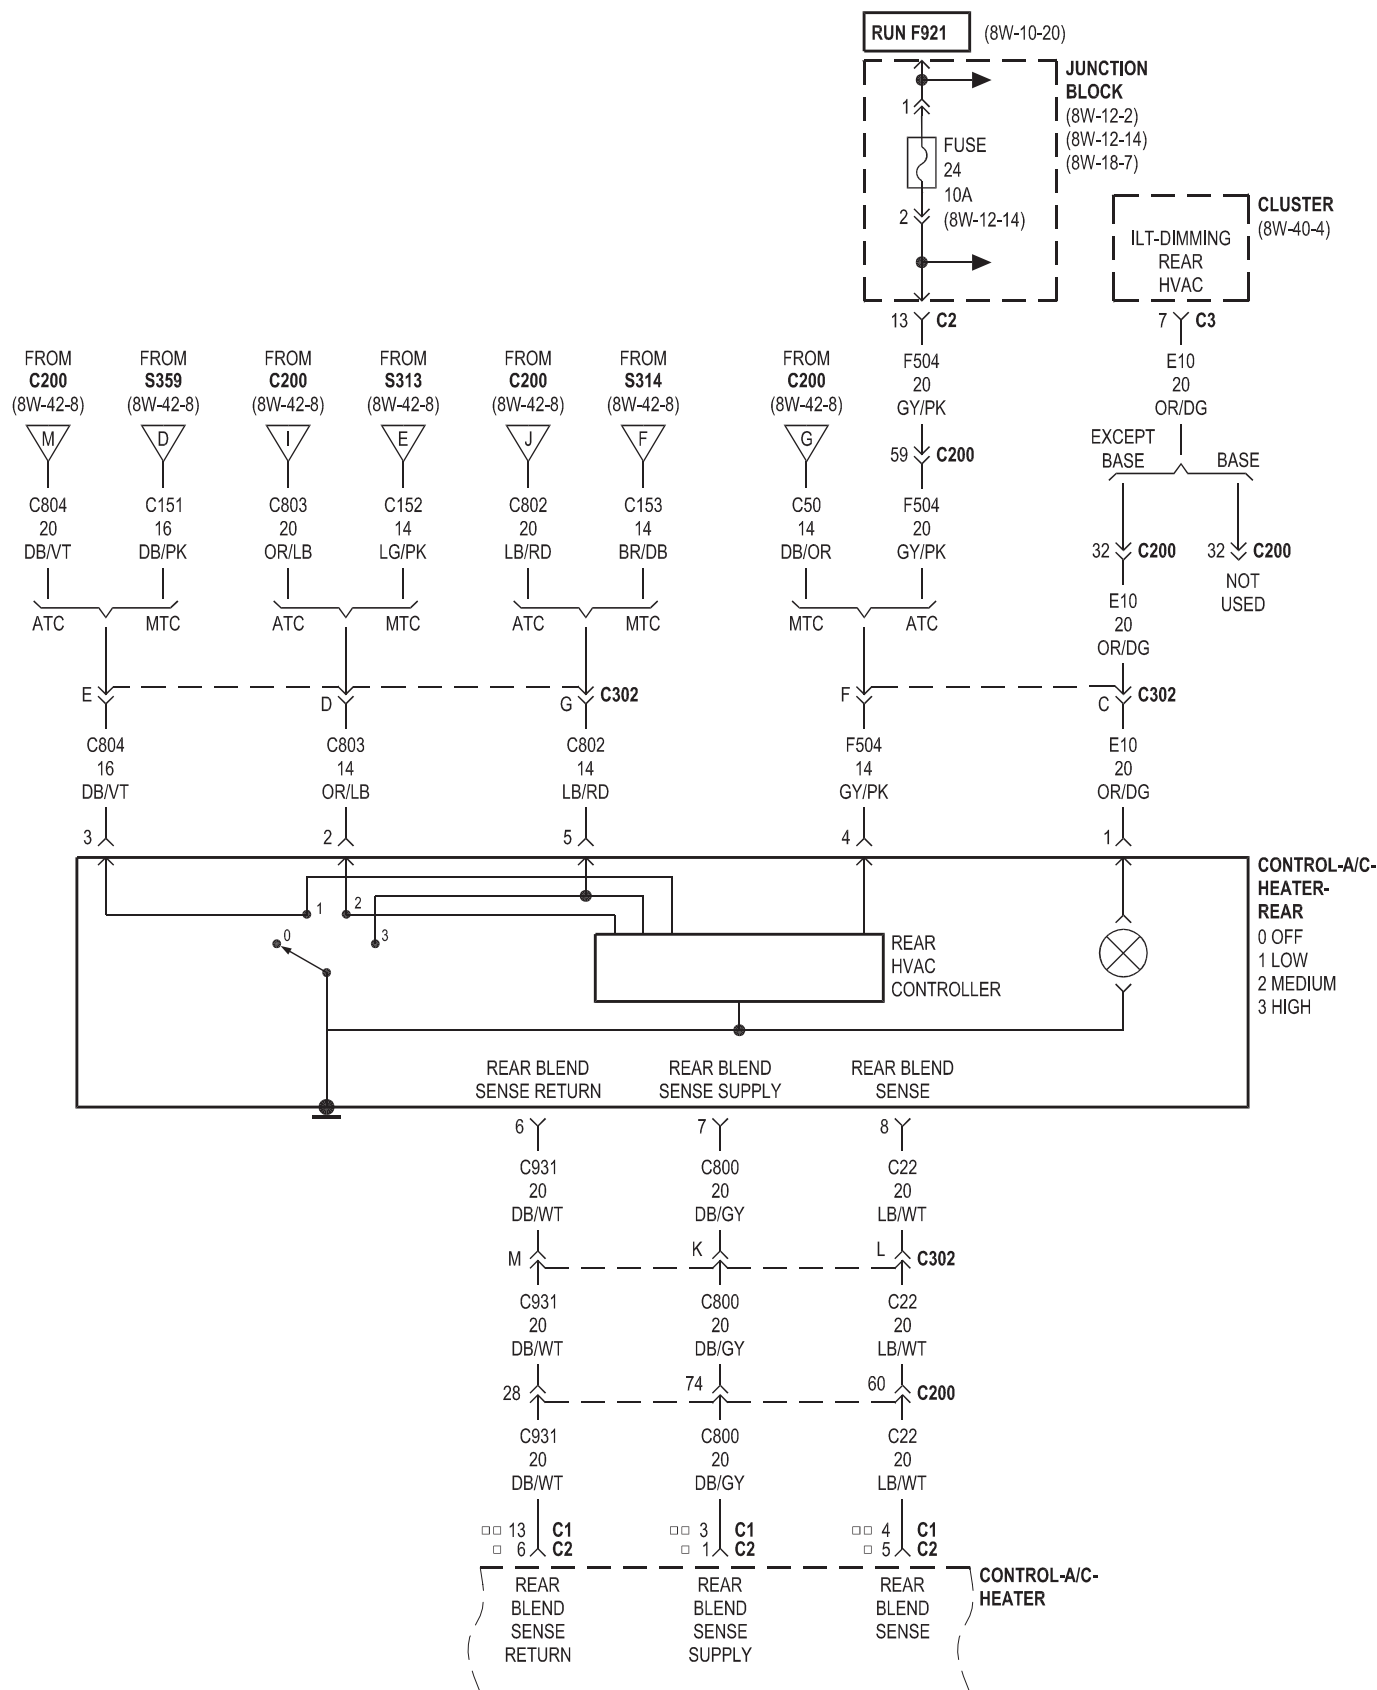 RUN F921 (8W-10-20)
JUNCTION
BLOCK
(8W-12-2)
(8W-12-14)
(8W-18-7)
1
FUSE
24
10A
(8W-12-14)
2
CLUSTER
(8W-40-4)
ILT-DIMMING
REAR
HVAC
13 C2
7 C3
FROM
C200
(8W-42-8)
M
FROM
S359
(8W-42-8)
D
FROM
C200
(8W-42-8)
I
FROM
S313
(8W-42-8)
E
FROM
C200
(8W-42-8)
J
FROM
S314
(8W-42-8)
F
FROM
C200
(8W-42-8)
G
F504
20
GY/PK
59 C200
E10
20
OR/DG
EXCEPT
BASE
BASE
C804
20
DB/VT
C151
16
DB/PK
C803
20
OR/LB
C152
14
LG/PK
C802
20
LB/RD
C153
14
BR/DB
C50
14
DB/OR
F504
20
GY/PK
32 C200
32 C200
NOT
USED
E10
20
OR/DG
ATC MTC ATC MTC ATC MTC MTC ATC
E D G C302 F C C302
C804
16
DB/VT
C803
14
OR/LB
C802
14
LB/RD
F504
14
GY/PK
E10
20
OR/DG
3 2 5 4 1
CONTROL-A/C-
HEATER-
REAR
0 OFF
1 LOW
2 MEDIUM
3 HIGH
1 2
0 3
REAR
HVAC
CONTROLLER
REAR BLEND
SENSE RETURN
REAR BLEND
SENSE SUPPLY
REAR BLEND
SENSE
6 7 8
C931
20
DB/WT
C800
20
DB/GY
C22
20
LB/WT
M K L C302
C931
20
DB/WT
C800
20
DB/GY
C22
20
LB/WT
28 74 60 C200
C931
20
DB/WT
C800
20
DB/GY
C22
20
LB/WT
□□ 13 C1
□ 6 C2
□□ 3 C1
□ 1 C2
□□ 4 C1
□ 5 C2
CONTROL-A/C-
HEATER
REAR
BLEND
SENSE
RETURN
REAR
BLEND
SENSE
SUPPLY
REAR
BLEND
SENSE